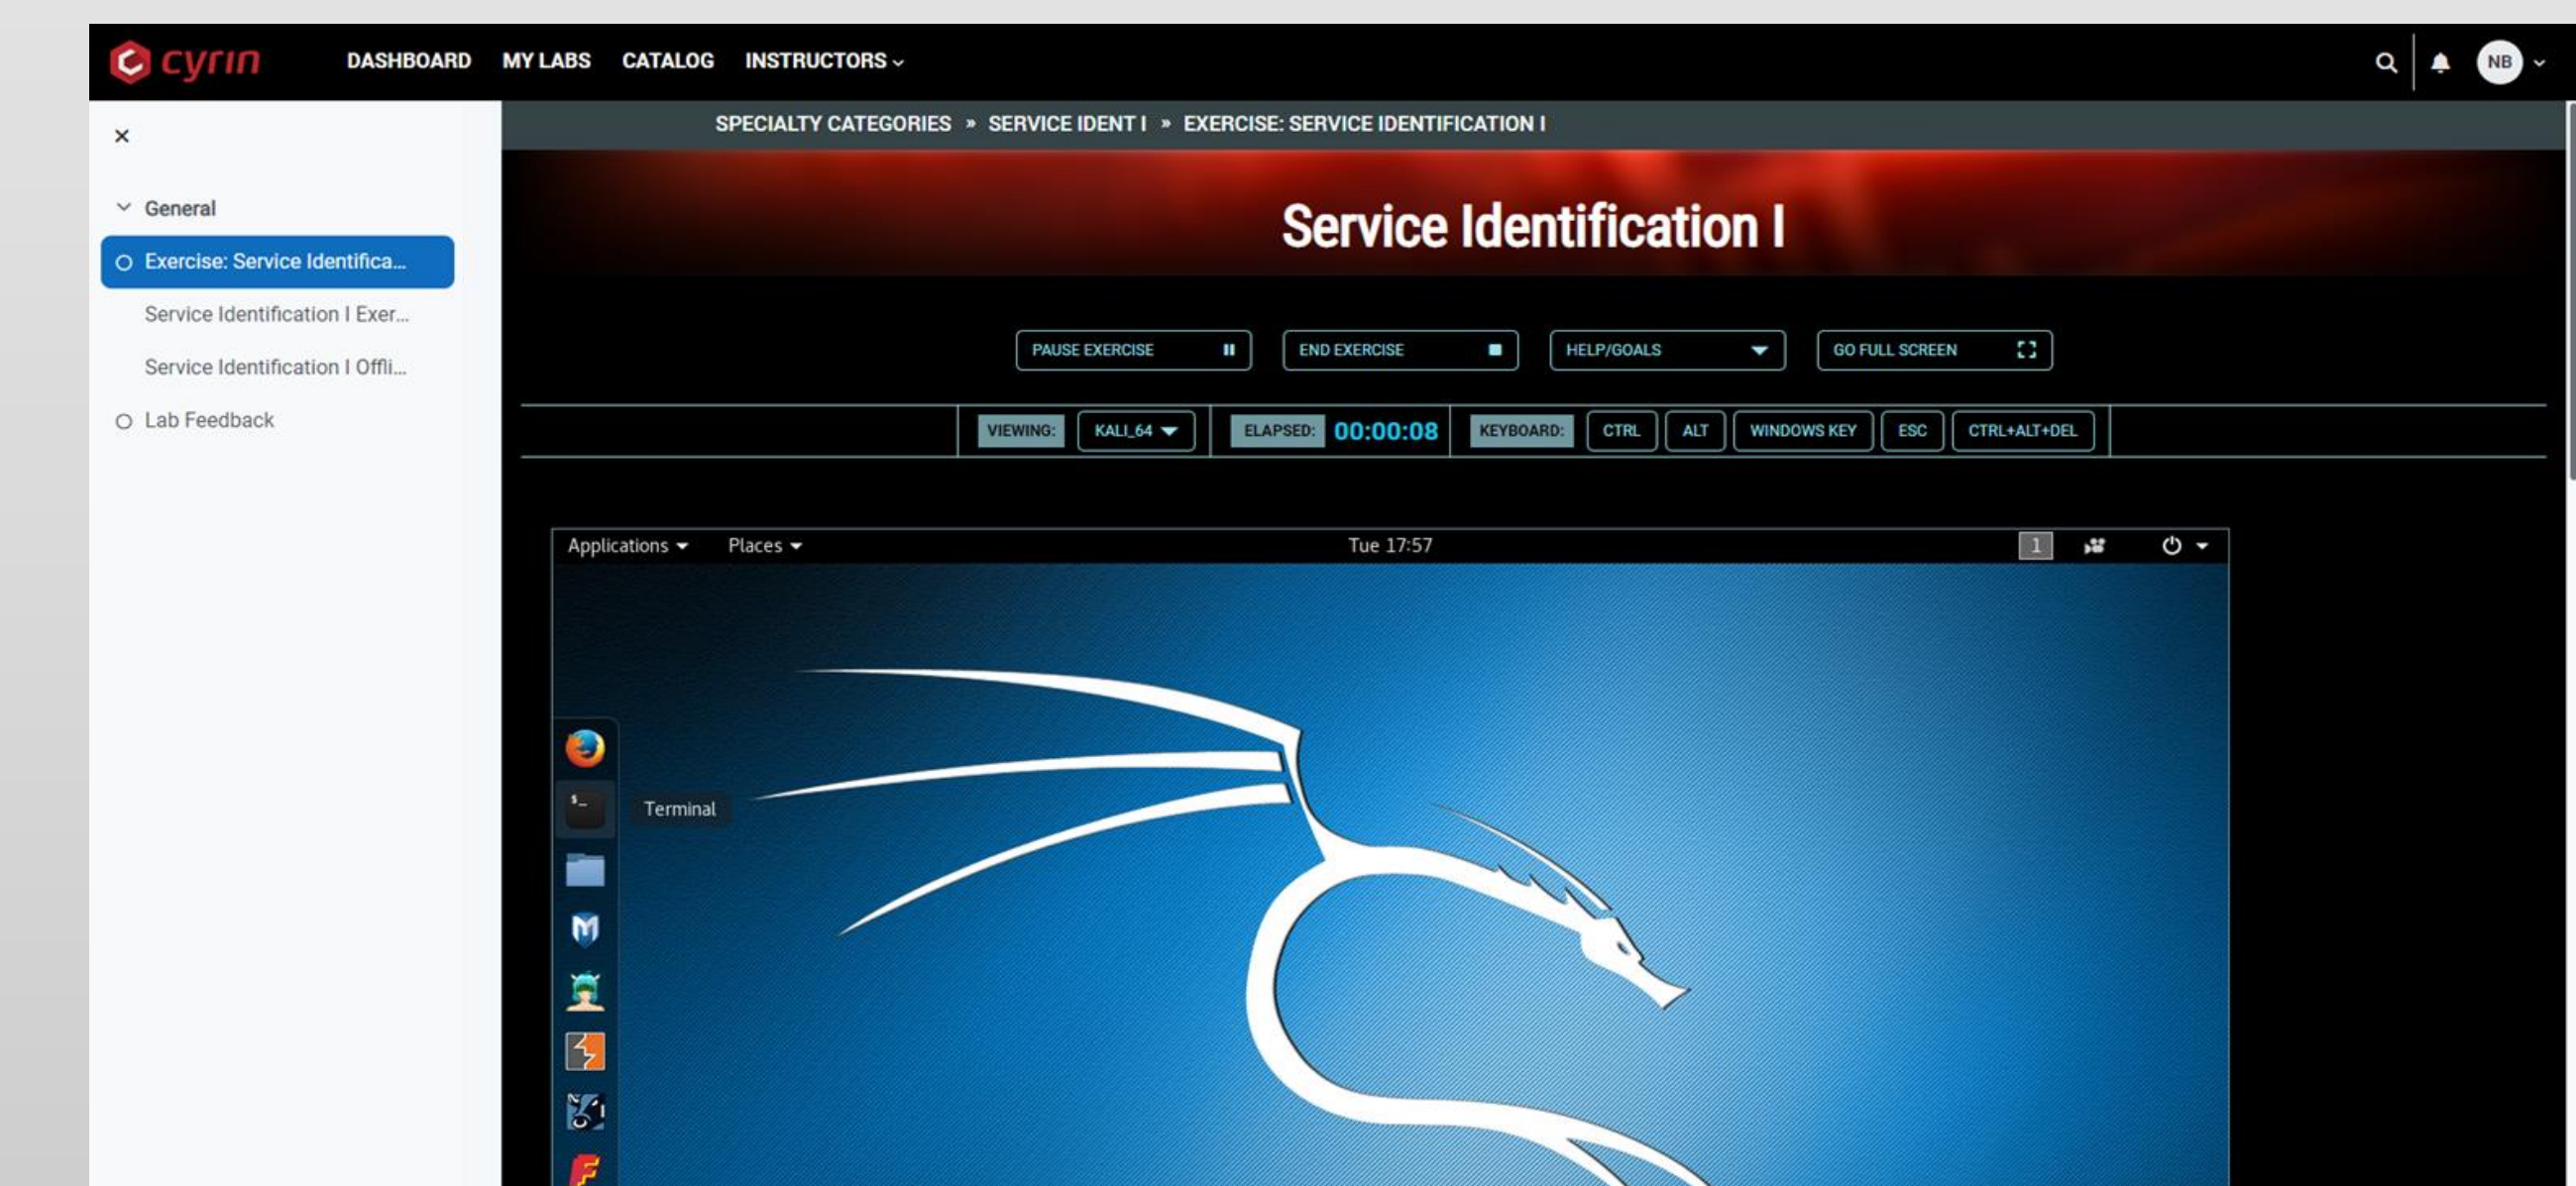 cyrin DASHBOARD MY LABS CATALOG INSTRUCTORS NB
SPECIALTY CATEGORIES » SERVICE IDENT I » EXERCISE: SERVICE IDENTIFICATION I
General
Exercise: Service Identifica...
Service Identification I Exer...
Service Identification I Offli...
Lab Feedback
Service Identification I
PAUSE EXERCISE END EXERCISE HELP/GOALS GO FULL SCREEN
VIEWING: KALI_64 ELAPSED: 00:00:08 KEYBOARD: CTRL ALT WINDOWS KEY ESC CTRL+ALT+DEL
Applications Places Tue 17:57 1
$_
Terminal